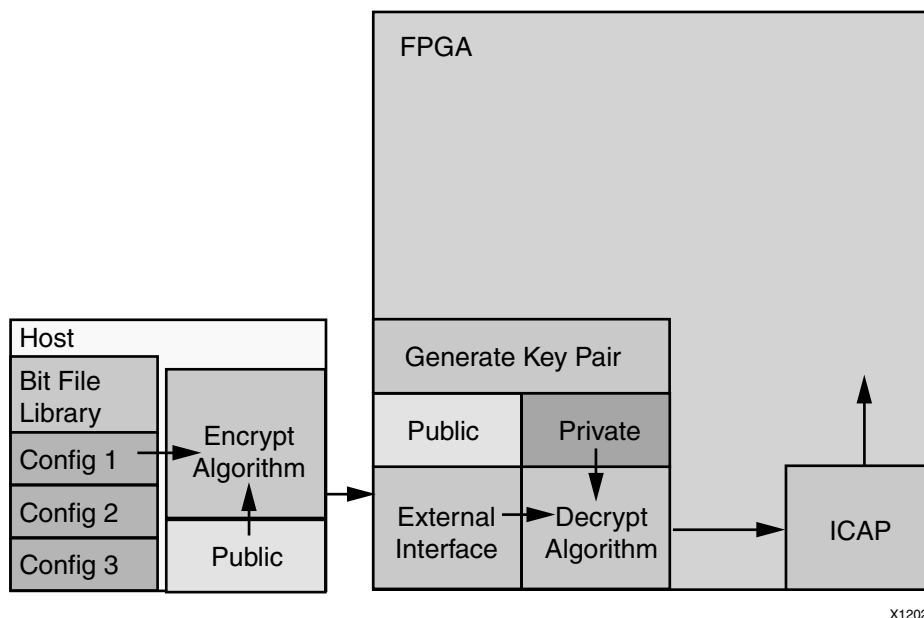 FPGA
Host
Bit File
Library
Config 1
Config 2
Config 3
Encrypt
Algorithm
Public
Generate Key Pair
Public
Private
External
Interface
Decrypt
Algorithm
ICAP
X1202